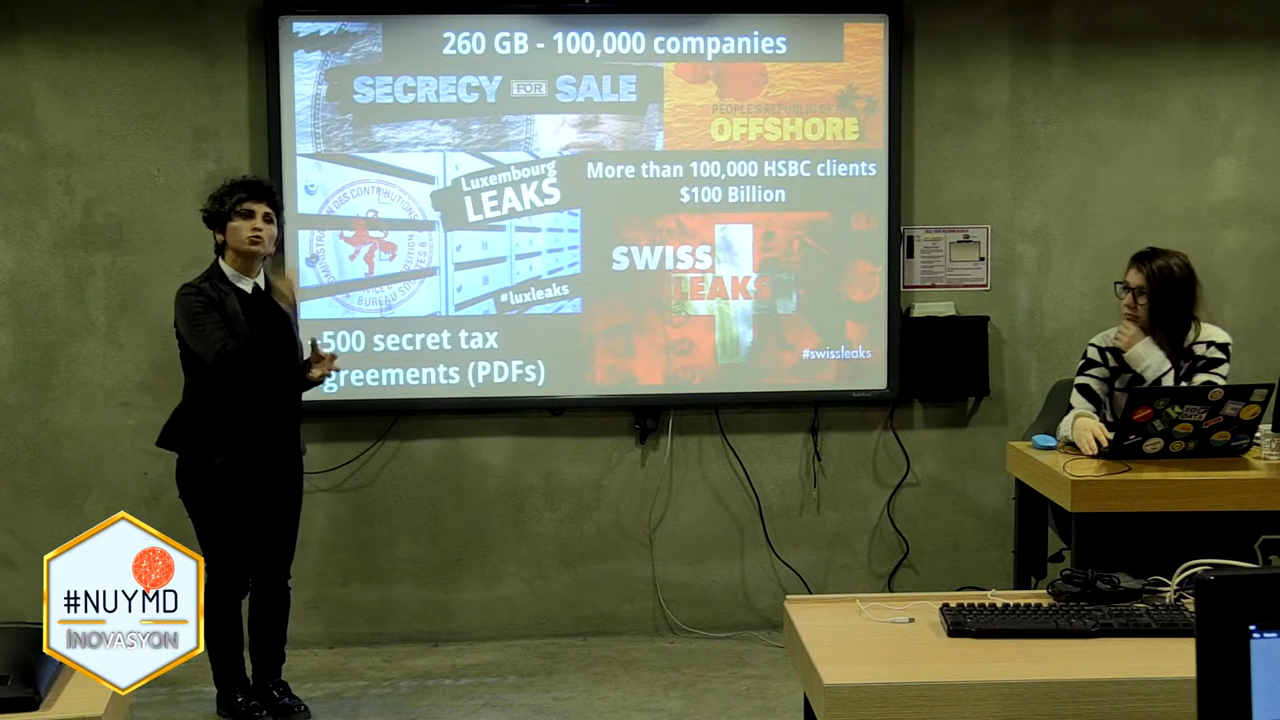 260 GB - 100,000 companies
SECRECY FOR SALE
PEOPLE'S REPUBLIC OF
OFFSHORE
Luxembourg
LEAKS
#luxleaks
More than 100,000 HSBC clients
$100 Billion
SWISS
LEAKS
#swissleaks
500 secret tax
greements (PDFs)
#NUYMD
İNOVASYON